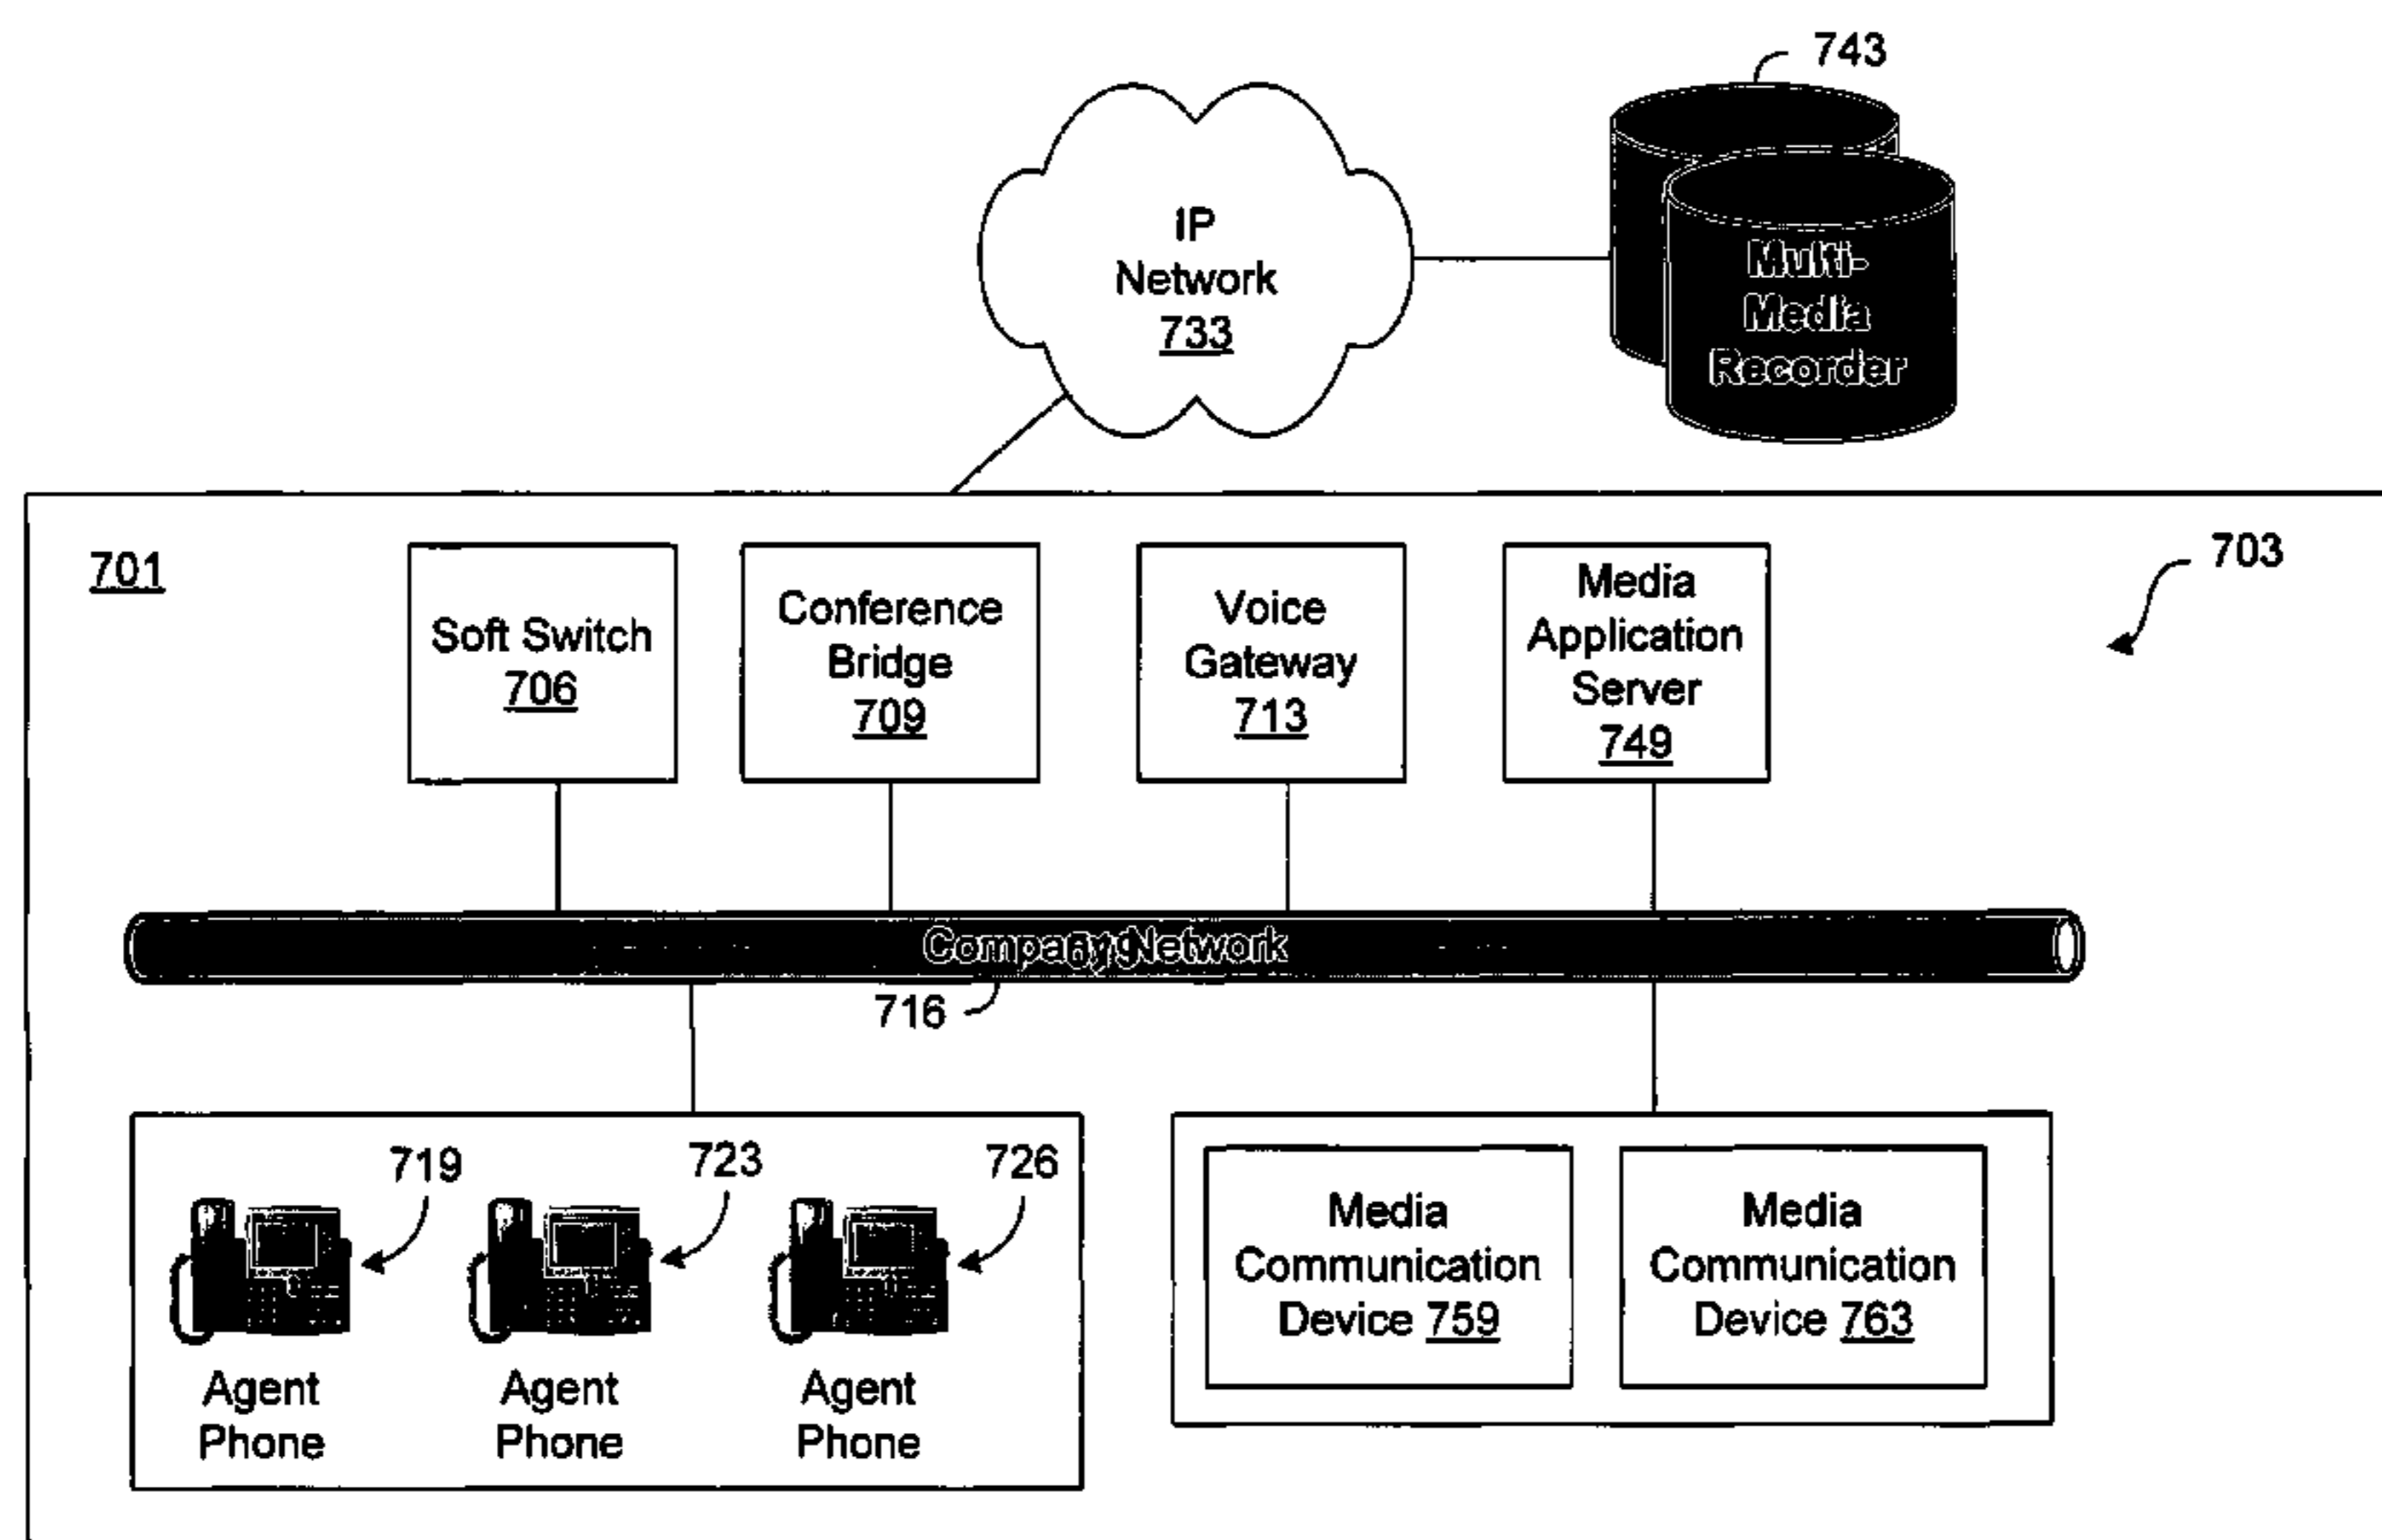 743
IP
Network
733
Multi-
Media
Recorder
701
703
Soft Switch
706
Conference
Bridge
709
Voice
Gateway
713
Media
Application
Server
749
Company Network
716
719
723
726
Agent
Phone
Agent
Phone
Agent
Phone
Media
Communication
Device 759
Media
Communication
Device 763